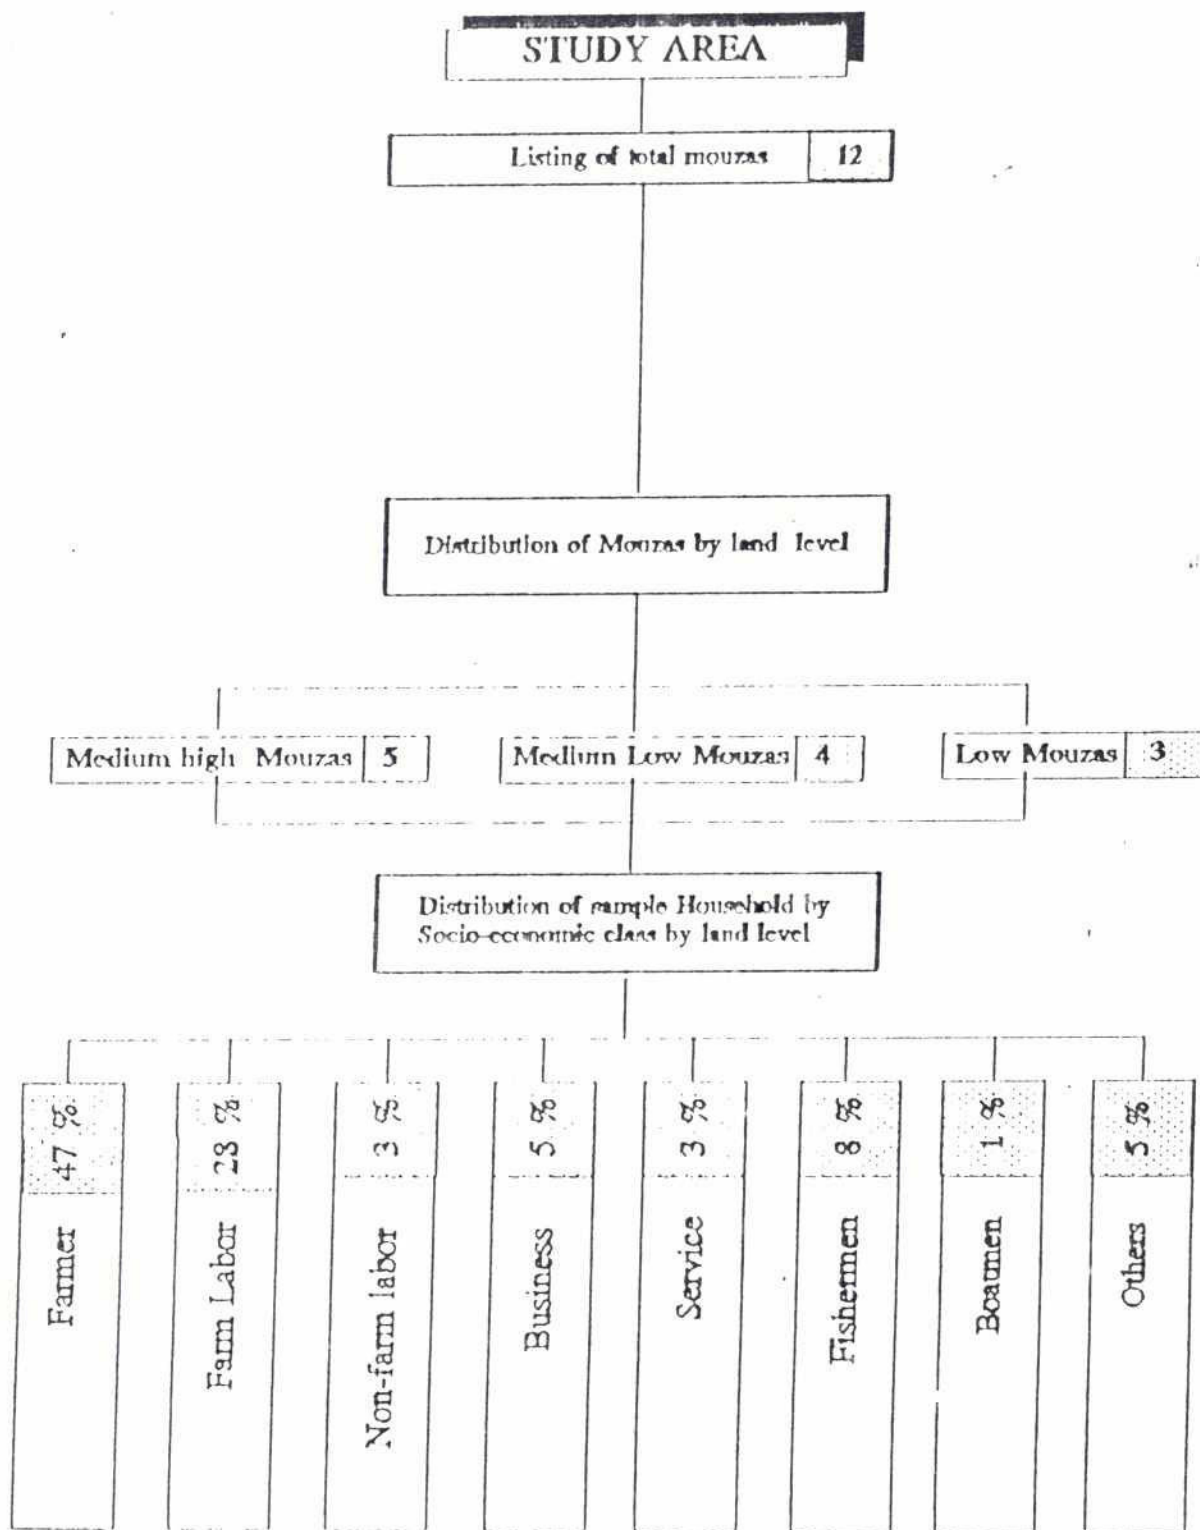 STUDY AREA
Listing of total mouzas 12
Distribution of Mouzas by land level
Medium high Mouzas 5
Medium Low Mouzas 4
Low Mouzas 3
Distribution of sample Household by
Socio-economic class by land level
Farmer 47 %
Farm Labor 28 %
Non-farm labor 3 %
Business 5 %
Service 3 %
Fishermen 8 %
Boatmen 1 %
Others 5 %